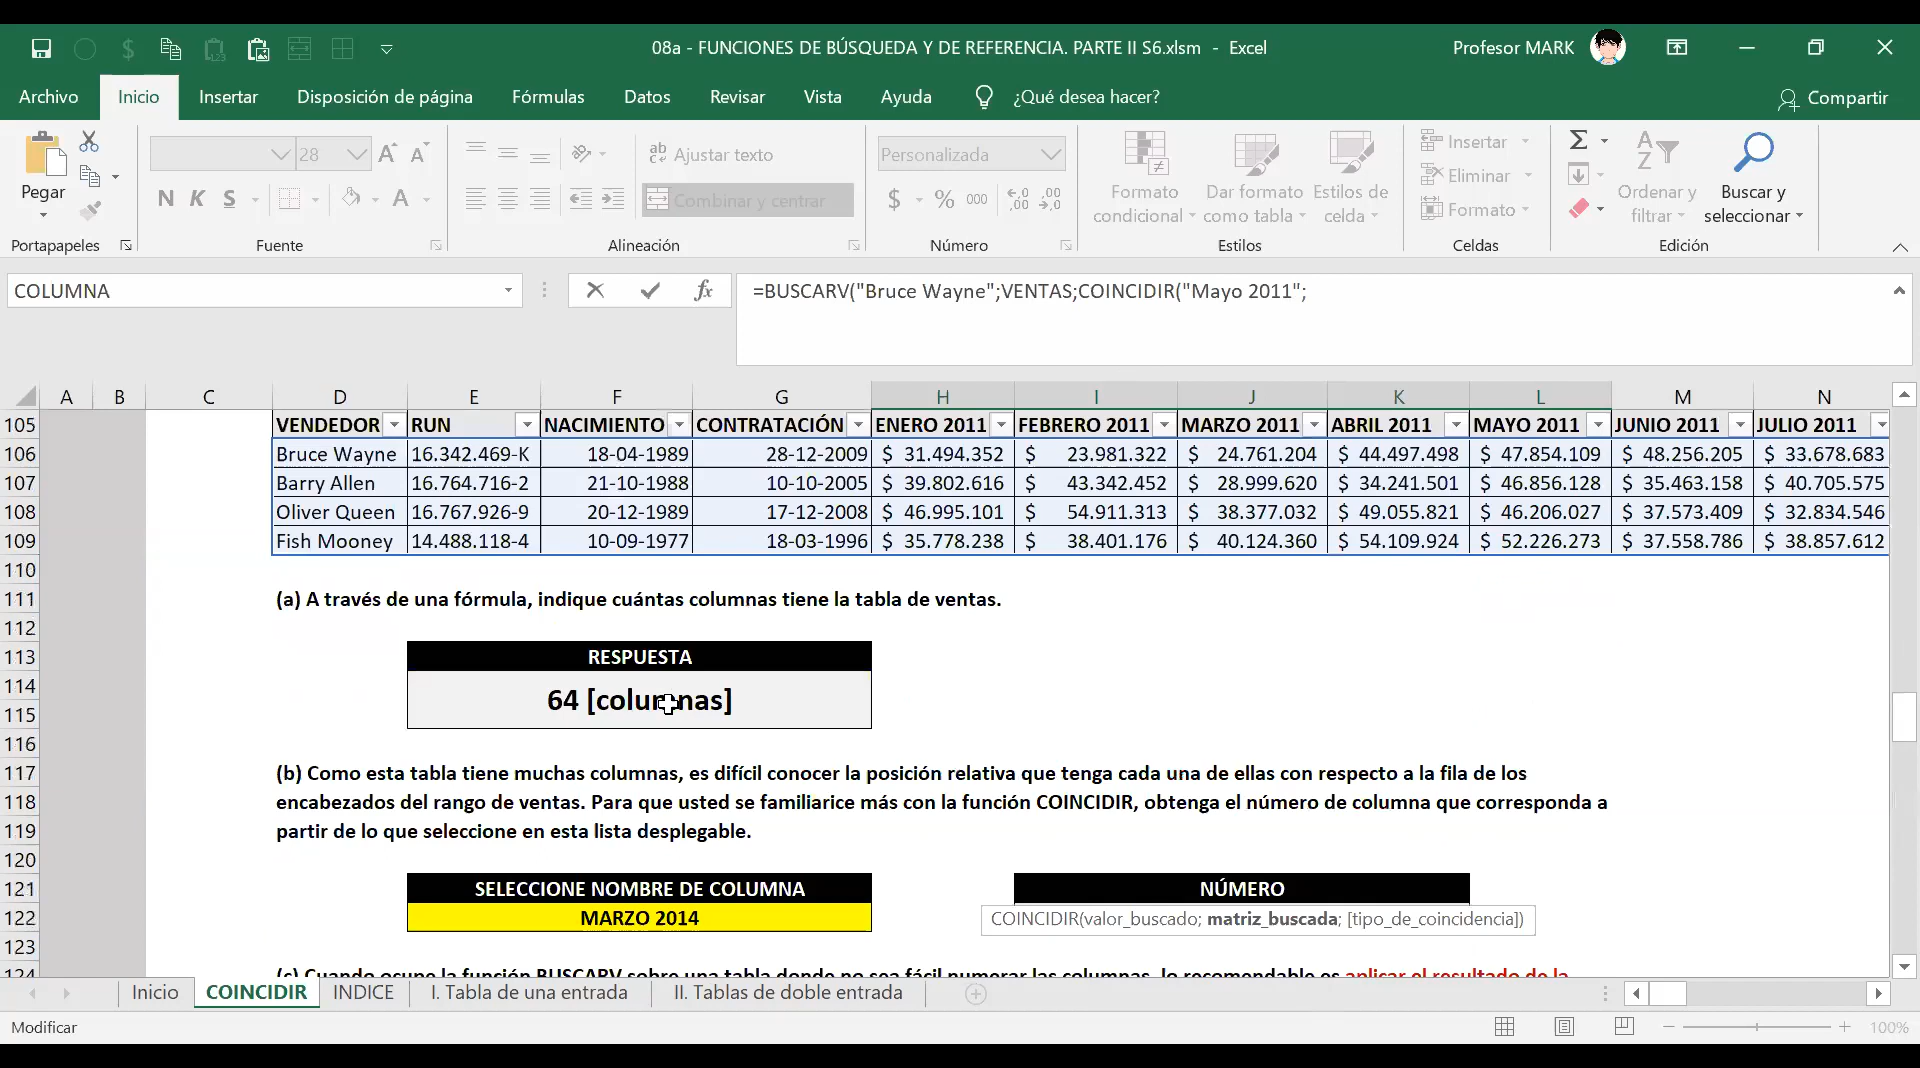 08a - FUNCIONES DE BÚSQUEDA Y DE REFERENCIA. PARTE II S6.xlsm - Excel
Profesor MARK
Archivo Inicio Insertar Disposición de página Fórmulas Datos Revisar Vista Ayuda ¿Qué desea hacer? Compartir
Pegar
Portapapeles
28
N K S
Fuente
Ajustar texto
Combinar y centrar
Alineación
Personalizada
$ % 000
Número
Formato condicional
Dar formato como tabla
Estilos de celda
Estilos
Insertar
Eliminar
Formato
Celdas
Ordenar y filtrar
Buscar y seleccionar
Edición
COLUMNA
fx
=BUSCARV("Bruce Wayne";VENTAS;COINCIDIR("Mayo 2011";
A B C D E F G H I J K L M N
105 VENDEDOR RUN NACIMIENTO CONTRATACIÓN ENERO 2011 FEBRERO 2011 MARZO 2011 ABRIL 2011 MAYO 2011 JUNIO 2011 JULIO 2011
106 Bruce Wayne 16.342.469-K 18-04-1989 28-12-2009 $ 31.494.352 $ 23.981.322 $ 24.761.204 $ 44.497.498 $ 47.854.109 $ 48.256.205 $ 33.678.683
107 Barry Allen 16.764.716-2 21-10-1988 10-10-2005 $ 39.802.616 $ 43.342.452 $ 28.999.620 $ 34.241.501 $ 46.856.128 $ 35.463.158 $ 40.705.575
108 Oliver Queen 16.767.926-9 20-12-1989 17-12-2008 $ 46.995.101 $ 54.911.313 $ 38.377.032 $ 49.055.821 $ 46.206.027 $ 37.573.409 $ 32.834.546
109 Fish Mooney 14.488.118-4 10-09-1977 18-03-1996 $ 35.778.238 $ 38.401.176 $ 40.124.360 $ 54.109.924 $ 52.226.273 $ 37.558.786 $ 38.857.612
110
111 (a) A través de una fórmula, indique cuántas columnas tiene la tabla de ventas.
112
113 RESPUESTA
114 64 [columnas]
115
116
117 (b) Como esta tabla tiene muchas columnas, es difícil conocer la posición relativa que tenga cada una de ellas con respecto a la fila de los
118 encabezados del rango de ventas. Para que usted se familiarice más con la función COINCIDIR, obtenga el número de columna que corresponda a
119 partir de lo que seleccione en esta lista desplegable.
120
121 SELECCIONE NOMBRE DE COLUMNA NÚMERO
122 MARZO 2014 COINCIDIR(valor_buscado; matriz_buscada; [tipo_de_coincidencia])
123
124 (c) Cuando ocupe la función BUSCARV sobre una tabla donde no sea fácil numerar las columnas, lo recomendable es aplicar el resultado de la
Inicio COINCIDIR INDICE I. Tabla de una entrada II. Tablas de doble entrada
Modificar
100%